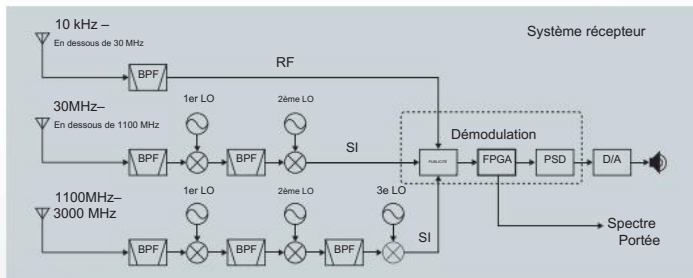 10 kHz –
En dessous de 30 MHz
Système récepteur
BPF
RF
30MHz–
En dessous de 1100 MHz
1er LO
2ème LO
BPF
BPF
SI
Démodulation
PUBLICITÉ
FPGA
PSD
D/A
1100MHz–
3000 MHz
1er LO
2ème LO
3e LO
BPF
BPF
BPF
SI
Spectre
Portée